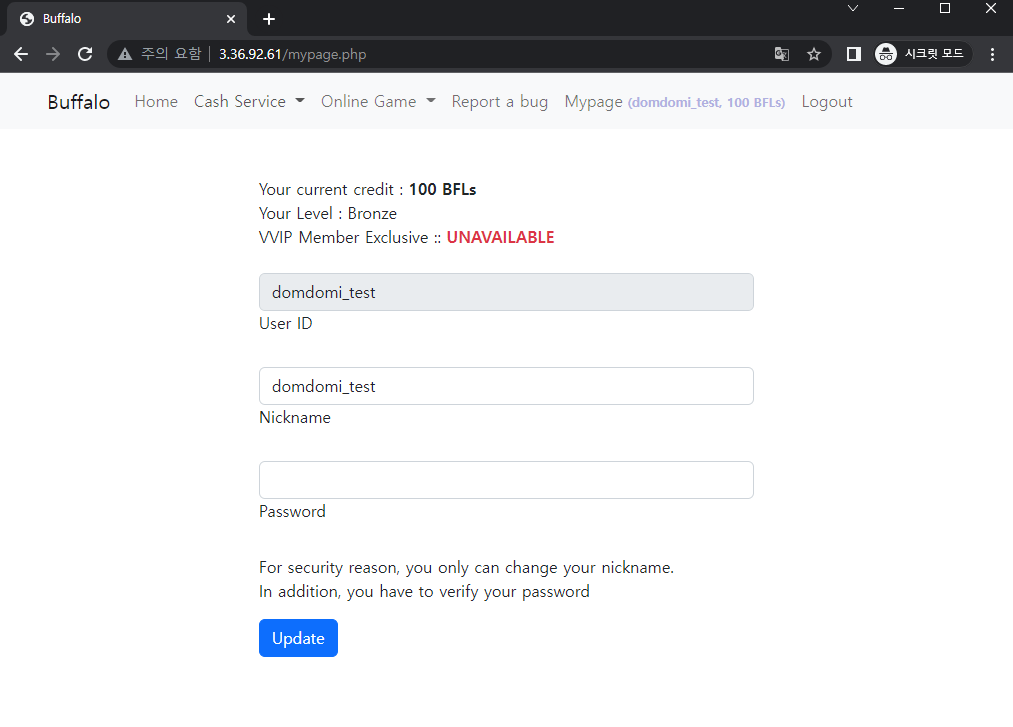 Buffalo
주의 요함 3.36.92.61/mypage.php 시크릿 모드
Buffalo Home Cash Service Online Game Report a bug Mypage (domdomi_test, 100 BFLs) Logout
Your current credit : 100 BFLs
Your Level : Bronze
VVIP Member Exclusive :: UNAVAILABLE
domdomi_test
User ID
domdomi_test
Nickname
Password
For security reason, you only can change your nickname.
In addition, you have to verify your password
Update